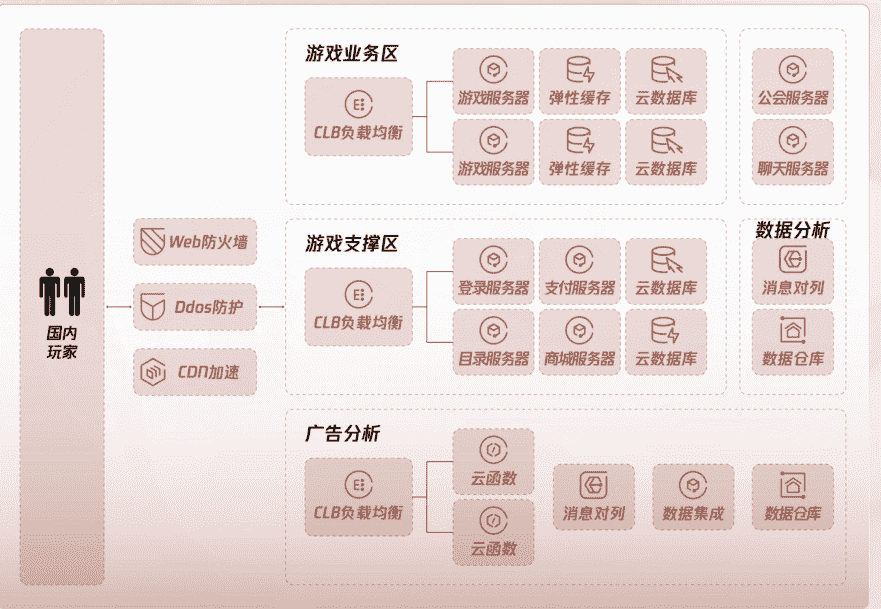 国内
玩家
Web防火墙
Ddos防护
CDN加速
游戏业务区
CLB负载均衡
游戏服务器
弹性缓存
云数据库
游戏服务器
弹性缓存
云数据库
公会服务器
聊天服务器
游戏支撑区
CLB负载均衡
登录服务器
支付服务器
云数据库
目录服务器
商城服务器
云数据库
数据分析
消息对列
数据仓库
广告分析
CLB负载均衡
云函数
云函数
消息对列
数据集成
数据仓库